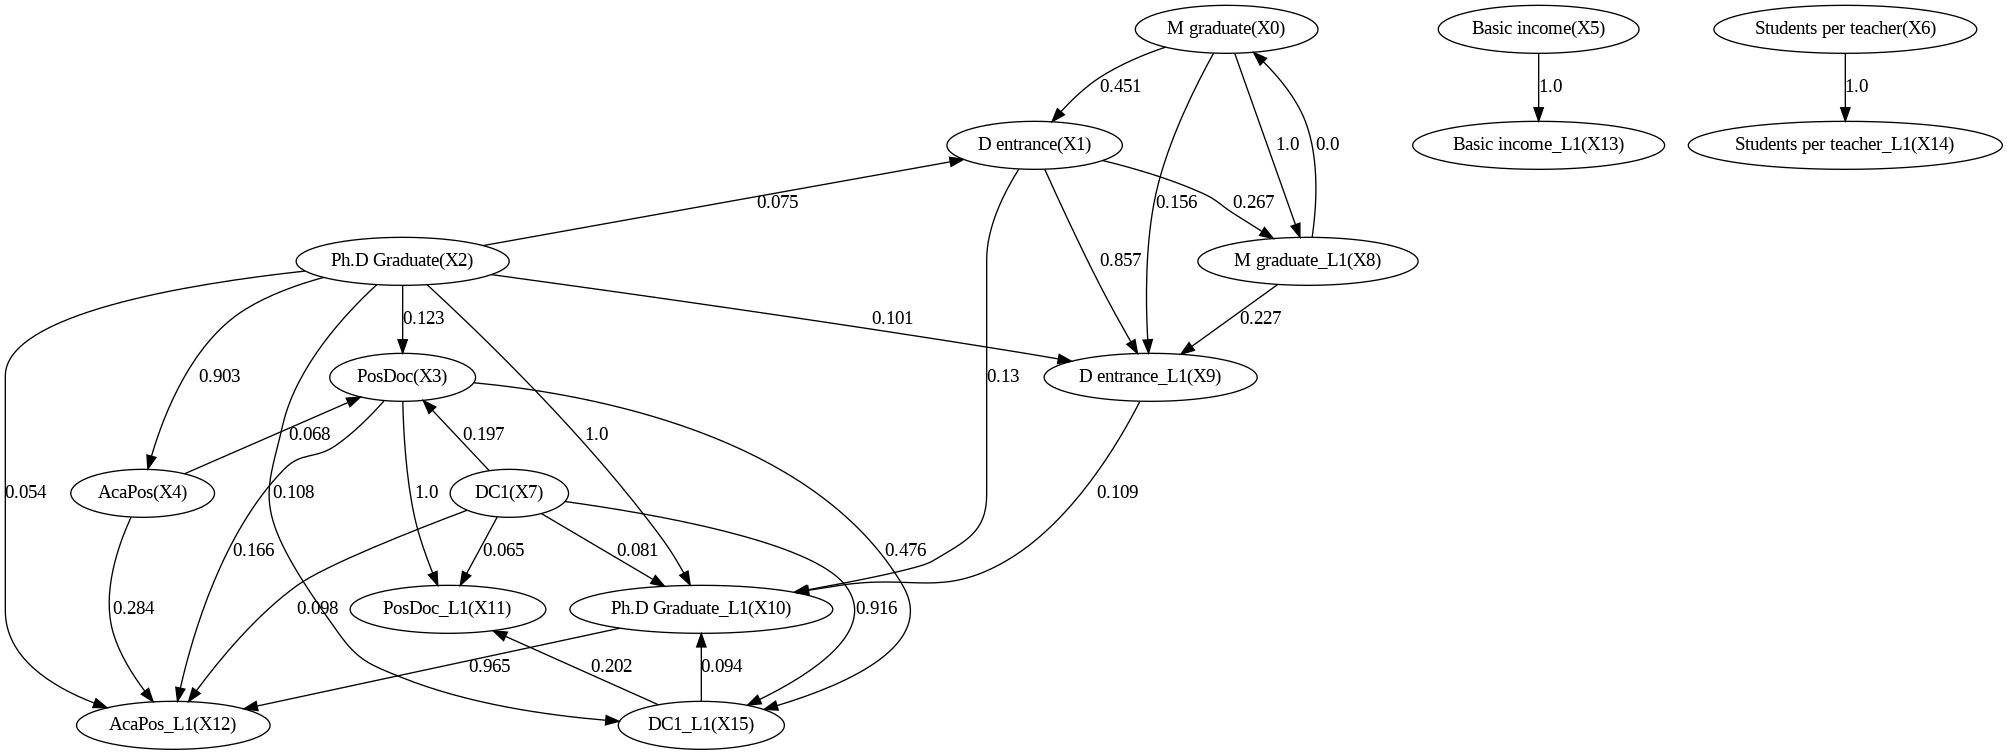 M graduate(X0)
Basic income(X5)
Students per teacher(X6)
0.451
1.0
1.0
D entrance(X1)
1.0
0.0
Basic income_L1(X13)
Students per teacher_L1(X14)
0.075
0.156
0.267
Ph.D Graduate(X2)
0.857
M graduate_L1(X8)
0.123
0.101
0.227
0.903
PosDoc(X3)
0.13
D entrance_L1(X9)
0.068
0.197
1.0
0.054
AcaPos(X4)
0.108
1.0
DC1(X7)
0.109
0.166
0.065
0.081
0.476
0.284
0.098
PosDoc_L1(X11)
Ph.D Graduate_L1(X10)
0.916
0.965
0.202
0.094
AcaPos_L1(X12)
DC1_L1(X15)